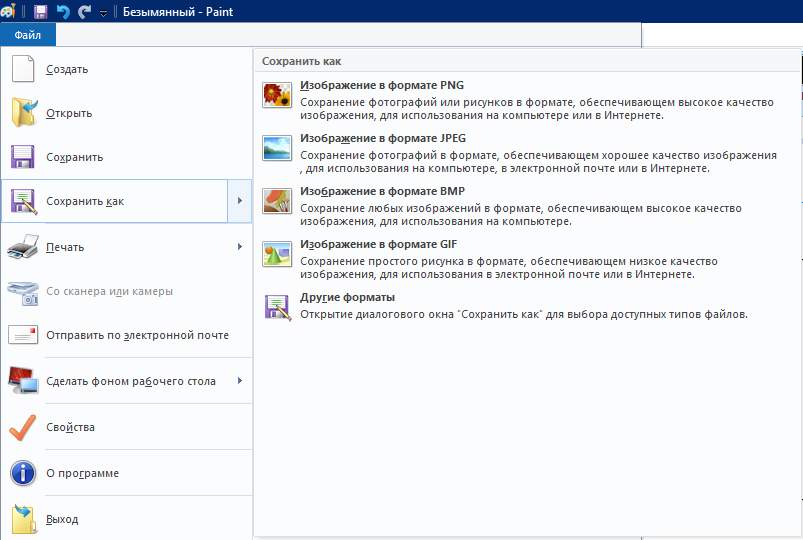 Безымянный - Paint
Файл
Создать
Открыть
Сохранить
Сохранить как
Печать
Со сканера или камеры
Отправить по электронной почте
Сделать фоном рабочего стола
Свойства
О программе
Выход
Сохранить как
Изображение в формате PNG
Сохранение фотографий или рисунков в формате, обеспечивающем высокое качество
изображения, для использования на компьютере или в Интернете.
Изображение в формате JPEG
Сохранение фотографий в формате, обеспечивающем хорошее качество изображения
, для использования на компьютере, в электронной почте или в Интернете.
Изображение в формате BMP
Сохранение любых изображений в формате, обеспечивающем высокое качество
изображения, для использования на компьютере.
Изображение в формате GIF
Сохранение простого рисунка в формате, обеспечивающем низкое качество
изображения, для использования в электронной почте или в Интернете.
Другие форматы
Открытие диалогового окна "Сохранить как" для выбора доступных типов файлов.